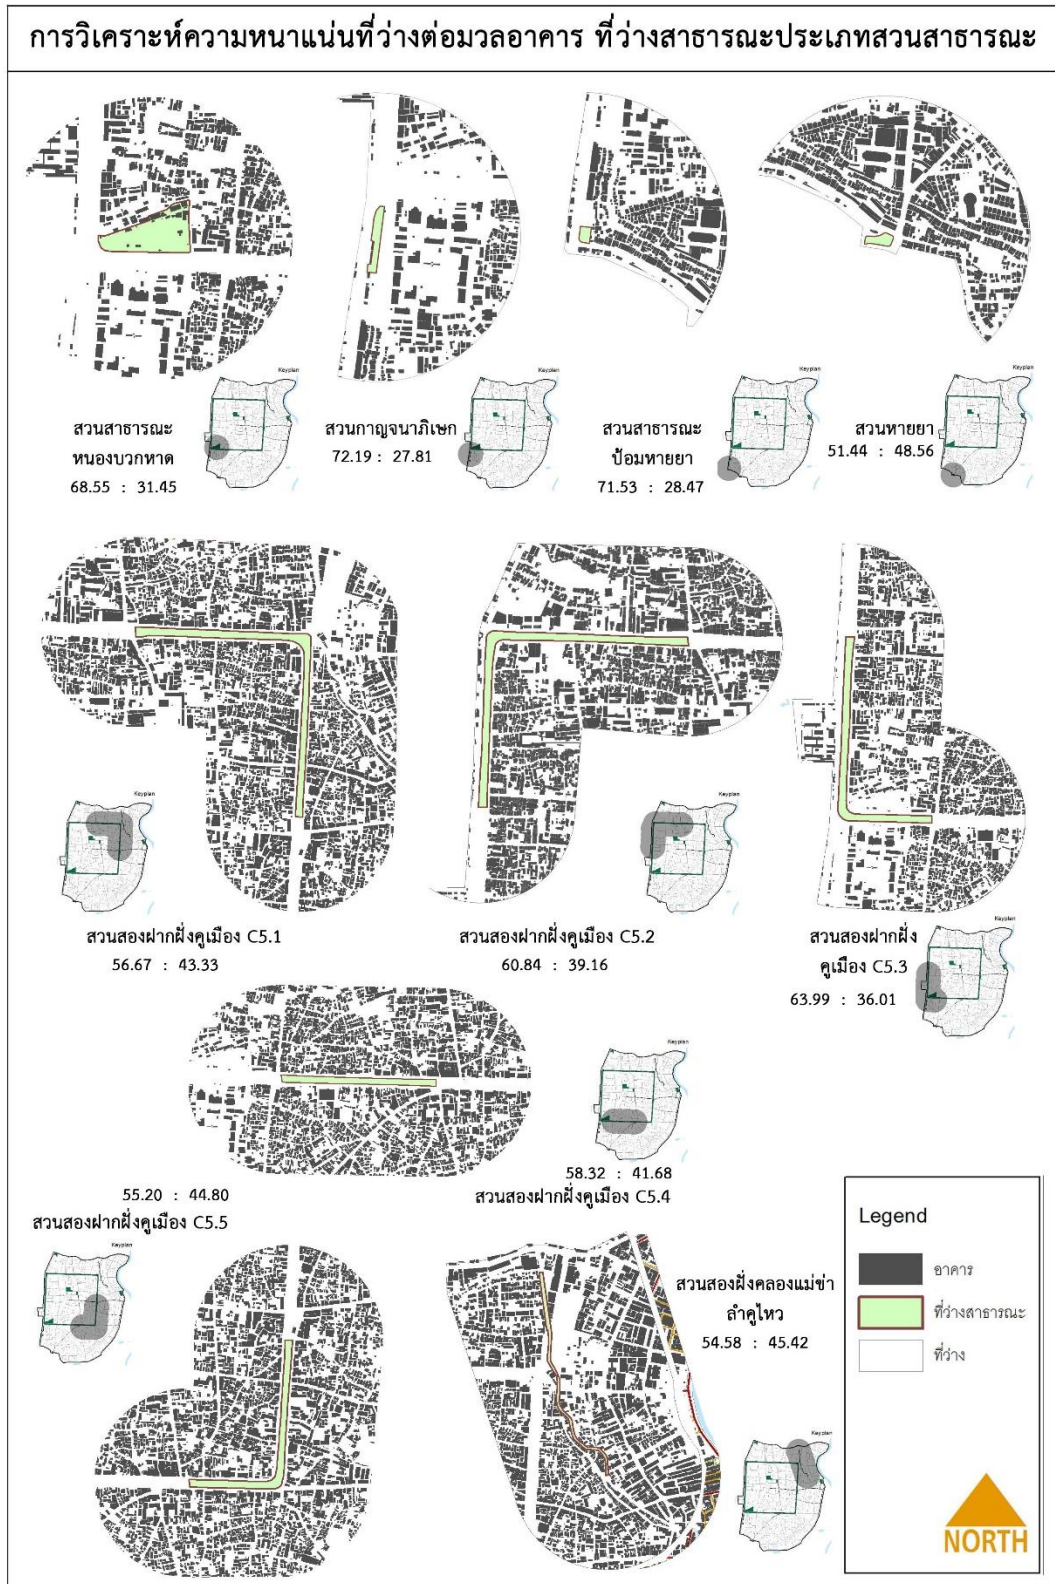 การวิเคราะห์ความหนาแน่นที่ว่างต่อมวลอาคาร ที่ว่างสาธารณะประเภทสวนสาธารณะ
Keyplan
สวนสาธารณะ
หนองบวกหาด
68.55 : 31.45
Keyplan
สวนกาญจนาภิเษก
72.19 : 27.81
Keyplan
สวนสาธารณะ
ป้อมหายยา
71.53 : 28.47
Keyplan
สวนหายยา
51.44 : 48.56
Keyplan
สวนสองฝากฝั่งคูเมือง C5.1
56.67 : 43.33
Keyplan
สวนสองฝากฝั่งคูเมือง C5.2
60.84 : 39.16
Keyplan
สวนสองฝากฝั่ง
คูเมือง C5.3
63.99 : 36.01
Keyplan
58.32 : 41.68
สวนสองฝากฝั่งคูเมือง C5.4
55.20 : 44.80
สวนสองฝากฝั่งคูเมือง C5.5
Keyplan
สวนสองฝั่งคลองแม่ข่า
ลำคูไหว
54.58 : 45.42
Keyplan
Legend
อาคาร
ที่ว่างสาธารณะ
ที่ว่าง
NORTH